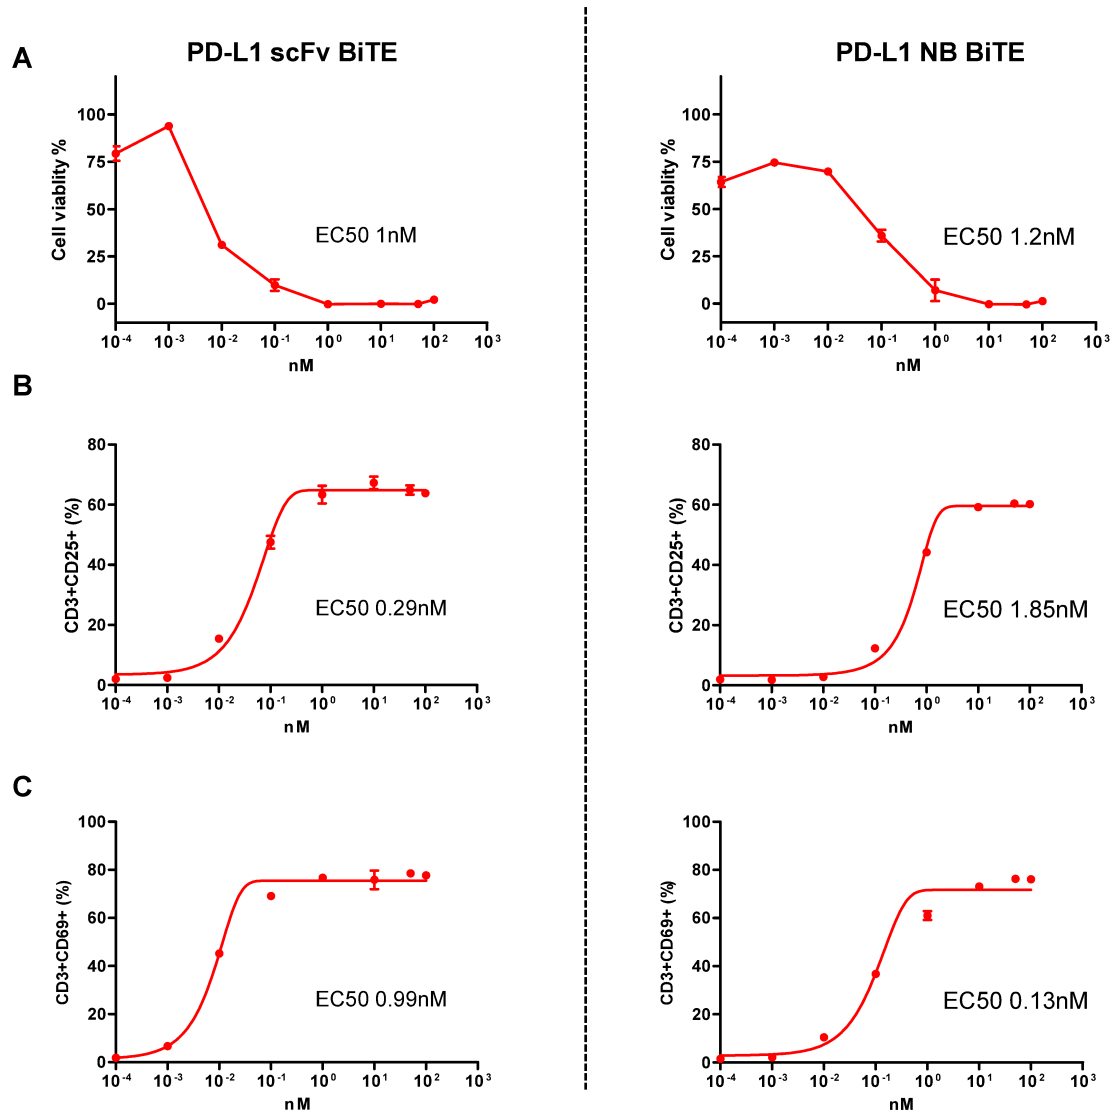 PD-L1 scFv BiTE
PD-L1 NB BiTE
A
100
75
50
25
0
Cell viablity %
EC50 1nM
10-4 10-3 10-2 10-1 100 101 102 103
nM
100
75
50
25
0
Cell viablity %
EC50 1.2nM
10-4 10-3 10-2 10-1 100 101 102 103
nM
B
80
60
40
20
0
CD3+CD25+ (%)
EC50 0.29nM
10-4 10-3 10-2 10-1 100 101 102 103
nM
80
60
40
20
0
CD3+CD25+ (%)
EC50 1.85nM
10-4 10-3 10-2 10-1 100 101 102 103
nM
C
100
80
60
40
20
0
CD3+CD69+ (%)
EC50 0.99nM
10-4 10-3 10-2 10-1 100 101 102 103
nM
100
80
60
40
20
0
CD3+CD69+ (%)
EC50 0.13nM
10-4 10-3 10-2 10-1 100 101 102 103
nM